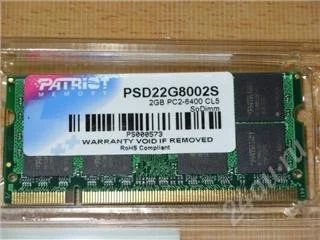 PATRIOT
MEMORY
PSD22G8002S
2GB PC2-6400 CL5
SoDimm
PS000573
WARRANTY VOID IF REMOVED
RoHS Compliant